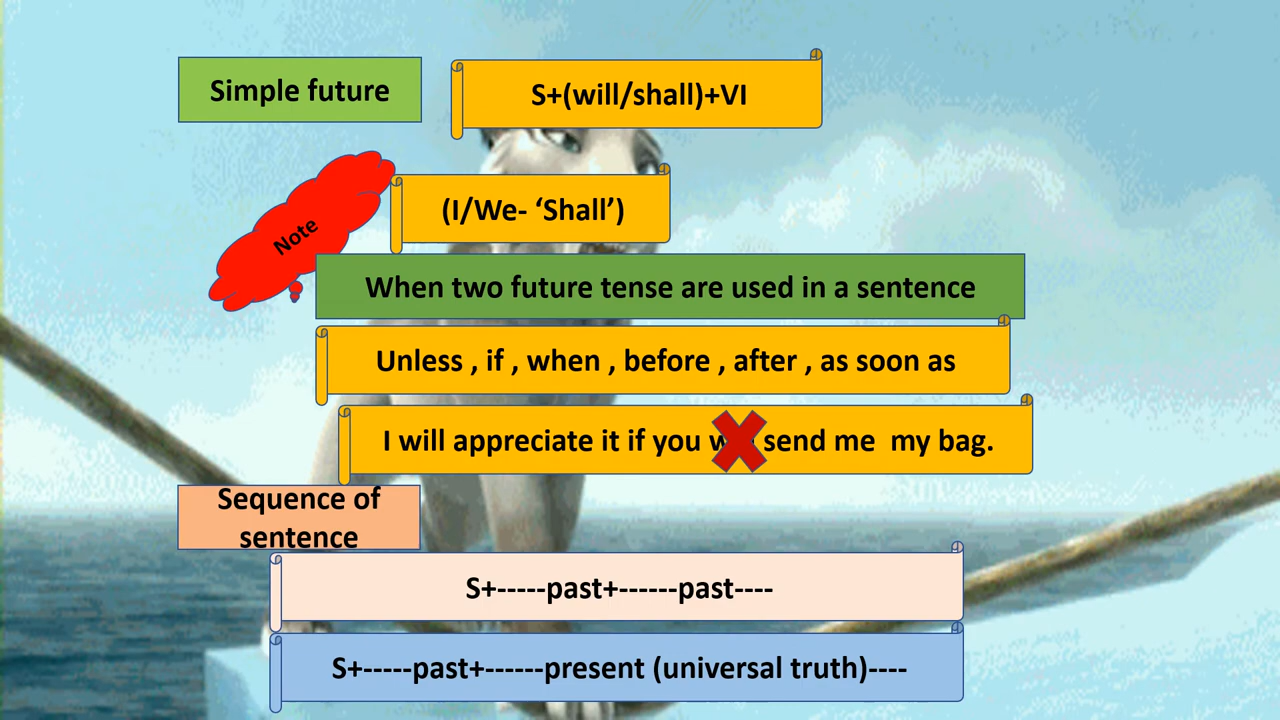 Simple future
S+(will/shall)+VI
Note
(I/We- ‘Shall’)
When two future tense are used in a sentence
Unless , if , when , before , after , as soon as
I will appreciate it if you send me my bag.
Sequence of
sentence
S+-----past+------past----
S+-----past+------present (universal truth)----